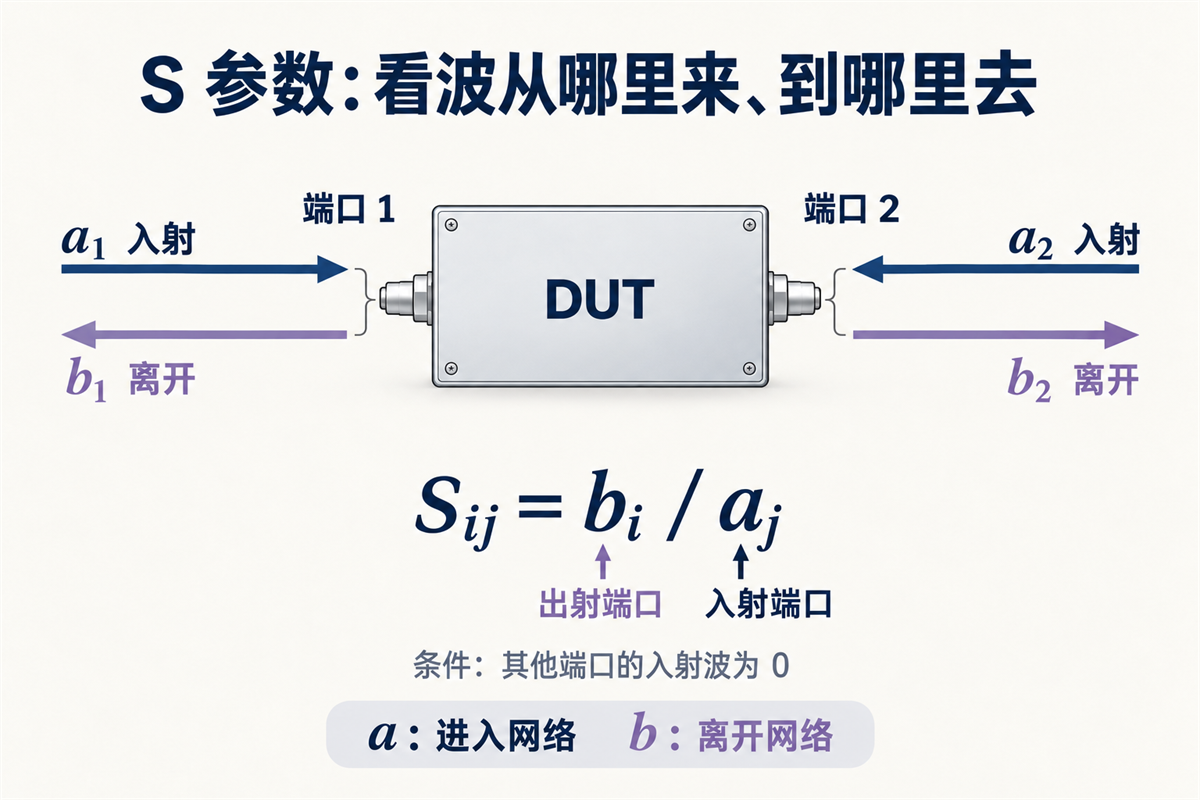 S 参数：看波从哪里来、到哪里去
端口 1
端口 2
a₁ 入射
a₂ 入射
DUT
b₁ 离开
b₂ 离开
Sᵢⱼ = bᵢ / aⱼ
出射端口
入射端口
条件：其他端口的入射波为 0
a：进入网络 b：离开网络